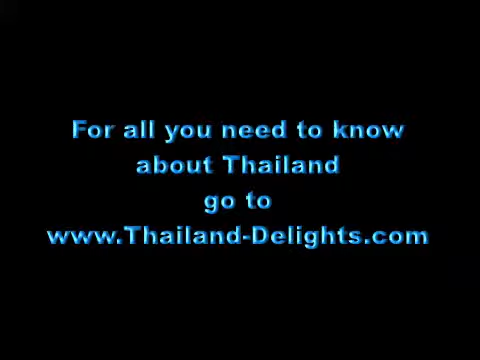 For all you need to know
about Thailand
go to
www.Thailand-Delights.com